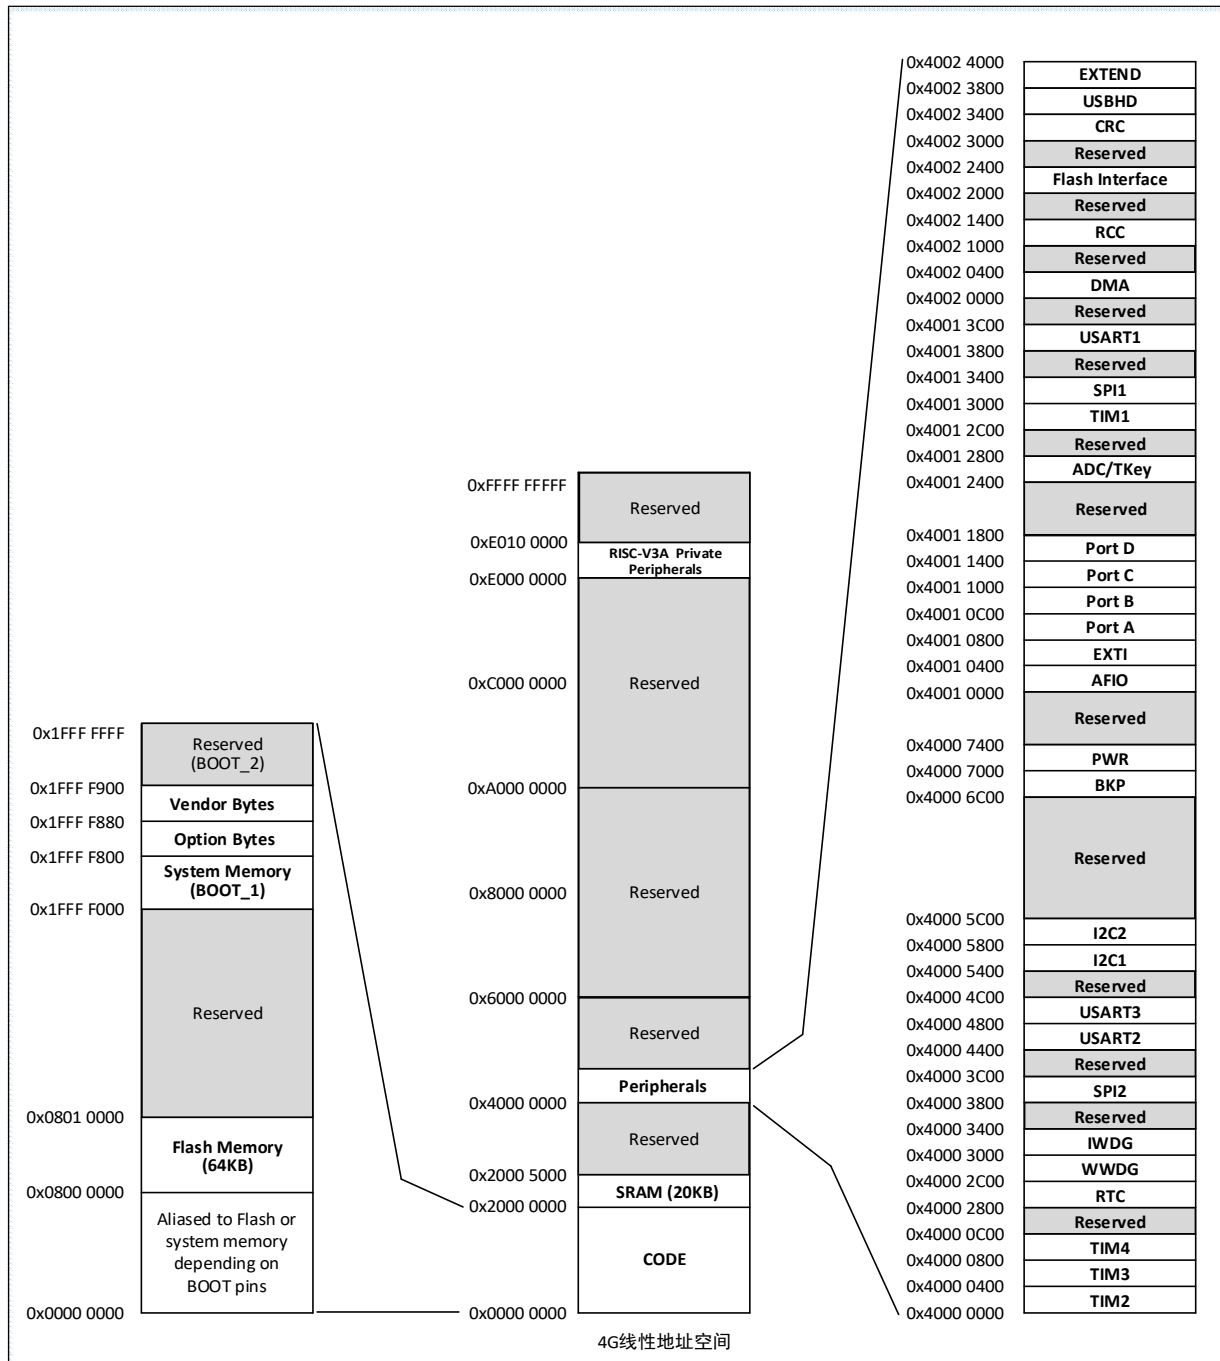 0x1FFF FFFF
Reserved
(BOOT_2)
0x1FFF F900
Vendor Bytes
0x1FFF F880
Option Bytes
0x1FFF F800
System Memory
(BOOT_1)
0x1FFF F000
Reserved
0x0801 0000
Flash Memory
(64KB)
0x0800 0000
Aliased to Flash or
system memory
depending on
BOOT pins
0x0000 0000
0xFFFF FFFFF
Reserved
0xE010 0000
RISC-V3A Private
Peripherals
0xE000 0000
Reserved
0xC000 0000
0xA000 0000
Reserved
0x8000 0000
0x6000 0000
Reserved
Peripherals
0x4000 0000
Reserved
0x2000 5000
SRAM (20KB)
0x2000 0000
CODE
0x0000 0000
4G线性地址空间
0x4002 4000
EXTEND
0x4002 3800
USBHD
0x4002 3400
CRC
0x4002 3000
Reserved
0x4002 2400
Flash Interface
0x4002 2000
Reserved
0x4002 1400
RCC
0x4002 1000
Reserved
0x4002 0400
DMA
0x4002 0000
Reserved
0x4001 3C00
USART1
0x4001 3800
Reserved
0x4001 3400
SPI1
0x4001 3000
TIM1
0x4001 2C00
Reserved
0x4001 2800
ADC/TKey
0x4001 2400
Reserved
0x4001 1800
Port D
0x4001 1400
Port C
0x4001 1000
Port B
0x4001 0C00
Port A
0x4001 0800
EXTI
0x4001 0400
AFIO
0x4001 0000
Reserved
0x4000 7400
PWR
0x4000 7000
BKP
0x4000 6C00
Reserved
0x4000 5C00
I2C2
0x4000 5800
I2C1
0x4000 5400
Reserved
0x4000 4C00
USART3
0x4000 4800
USART2
0x4000 4400
Reserved
0x4000 3C00
SPI2
0x4000 3800
Reserved
0x4000 3400
IWDG
0x4000 3000
WWDG
0x4000 2C00
RTC
0x4000 2800
Reserved
0x4000 0C00
TIM4
0x4000 0800
TIM3
0x4000 0400
TIM2
0x4000 0000